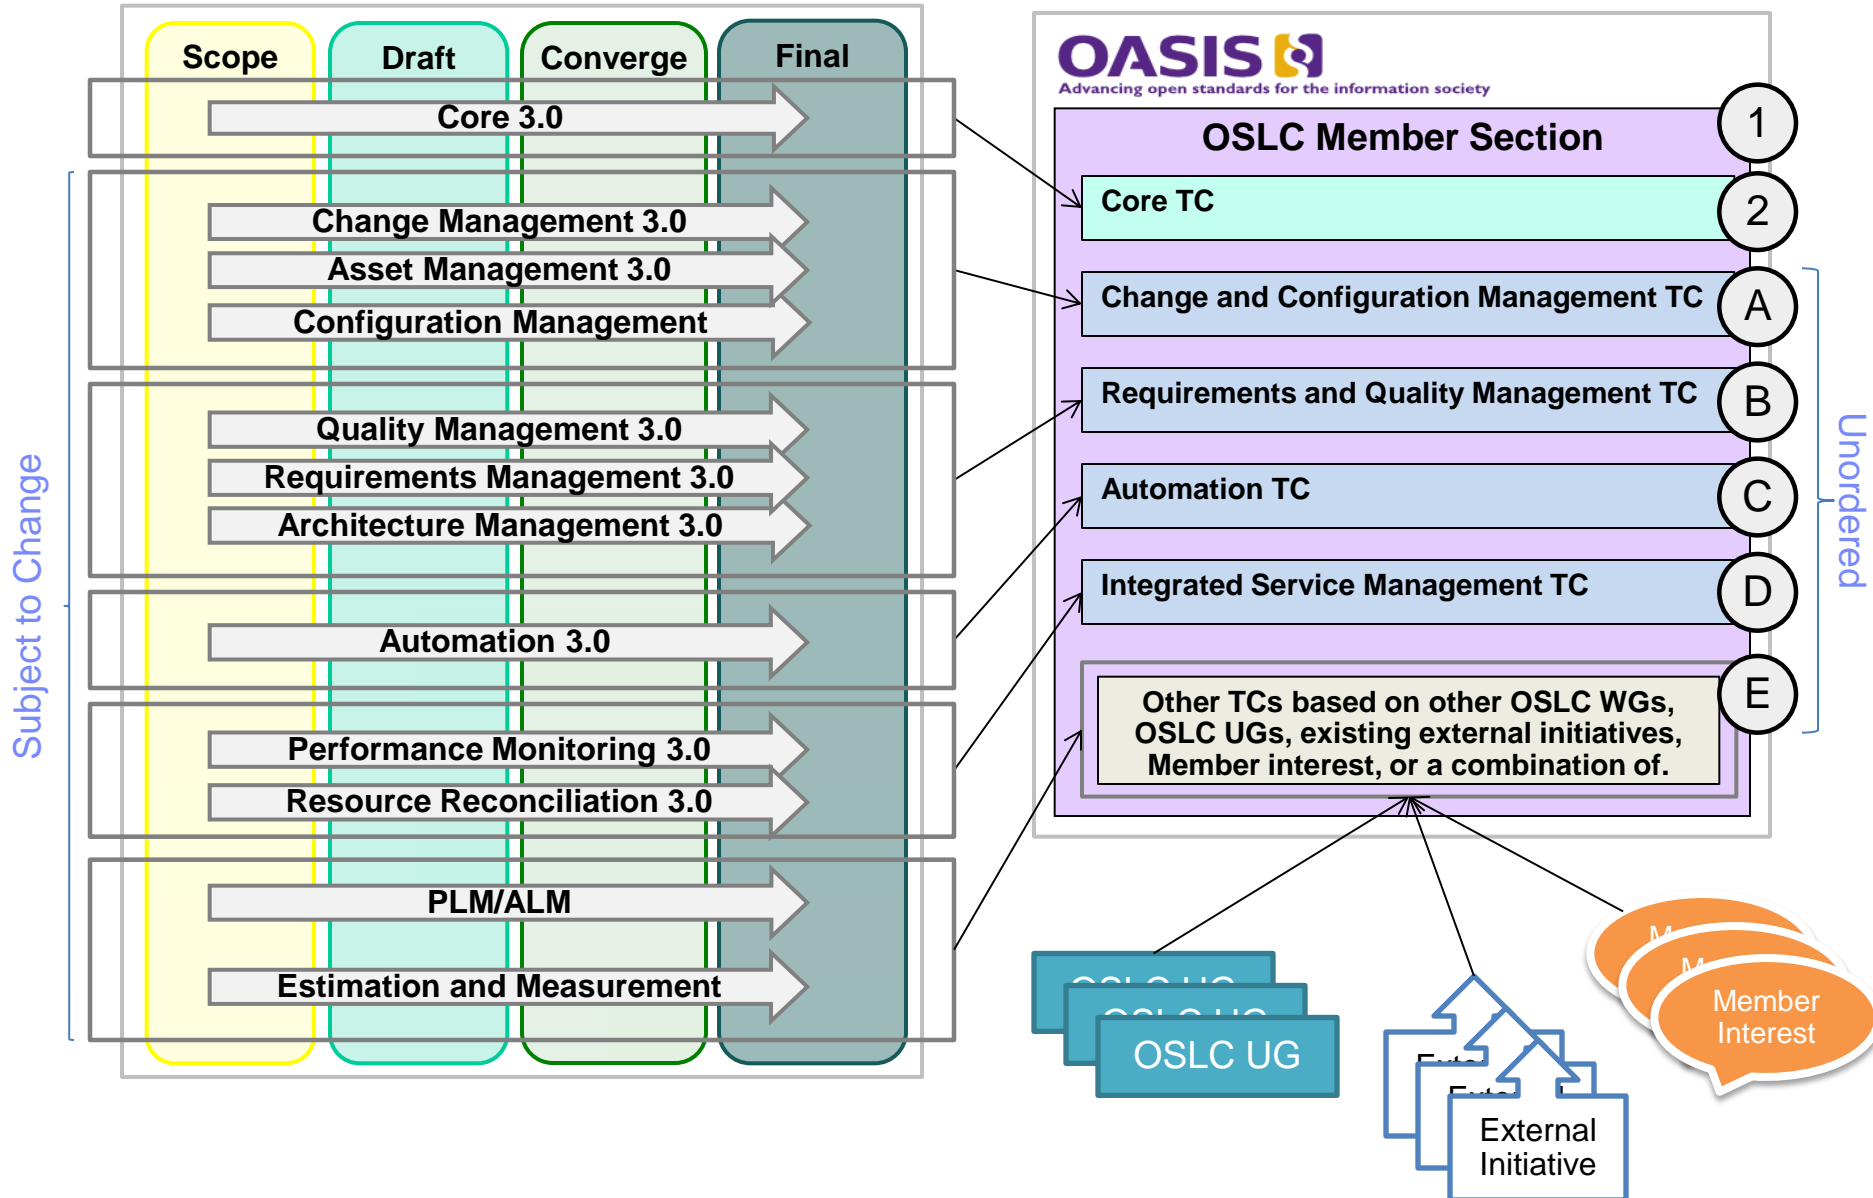 Scope
Draft
Converge
Final
Core 3.0
Change Management 3.0
Asset Management 3.0
Configuration Management
Quality Management 3.0
Requirements Management 3.0
Architecture Management 3.0
Automation 3.0
Performance Monitoring 3.0
Resource Reconciliation 3.0
PLM/ALM
Estimation and Measurement
Subject to Change
OASIS
Advancing open standards for the information society
OSLC Member Section
1
Core TC
2
Change and Configuration Management TC
A
Requirements and Quality Management TC
B
Automation TC
C
Integrated Service Management TC
D
Other TCs based on other OSLC WGs,
OSLC UGs, existing external initiatives,
Member interest, or a combination of.
E
Unordered
OSLC UG
External
Initiative
Member
Interest